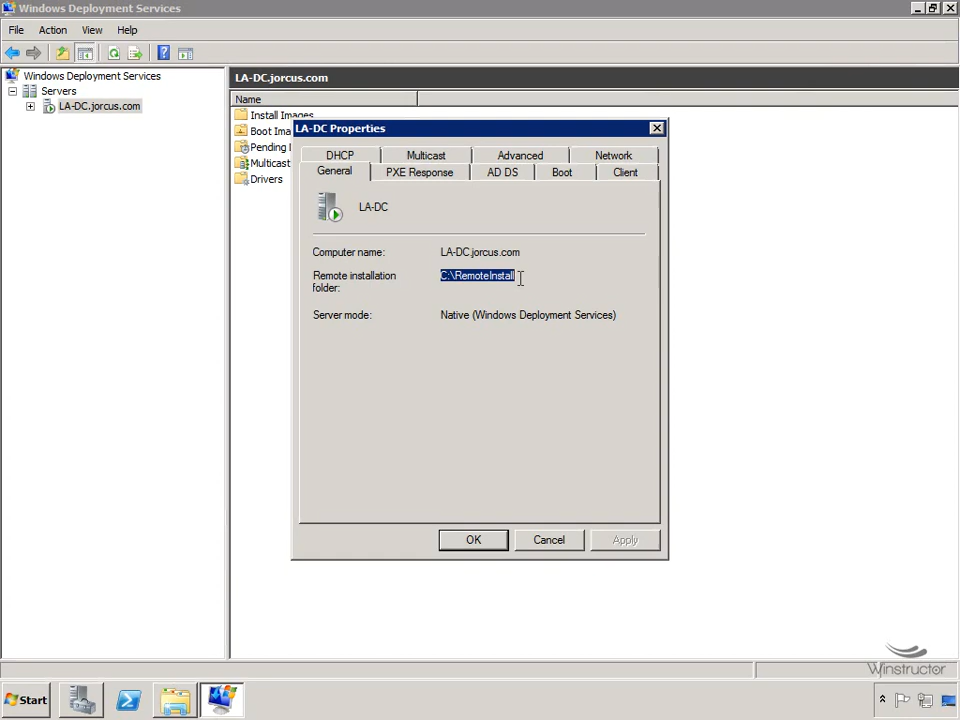 Windows Deployment Services
File Action View Help
Windows Deployment Services
Servers
LA-DC.jorcus.com
LA-DC.jorcus.com
Name
Install Images
Boot Ima
Pending
Multicast
Drivers
LA-DC Properties
DHCP Multicast Advanced Network
General PXE Response AD DS Boot Client
LA-DC
Computer name: LA-DC.jorcus.com
Remote installation folder: C:\RemoteInstall
Server mode: Native (Windows Deployment Services)
OK Cancel Apply
Winstructor
Start